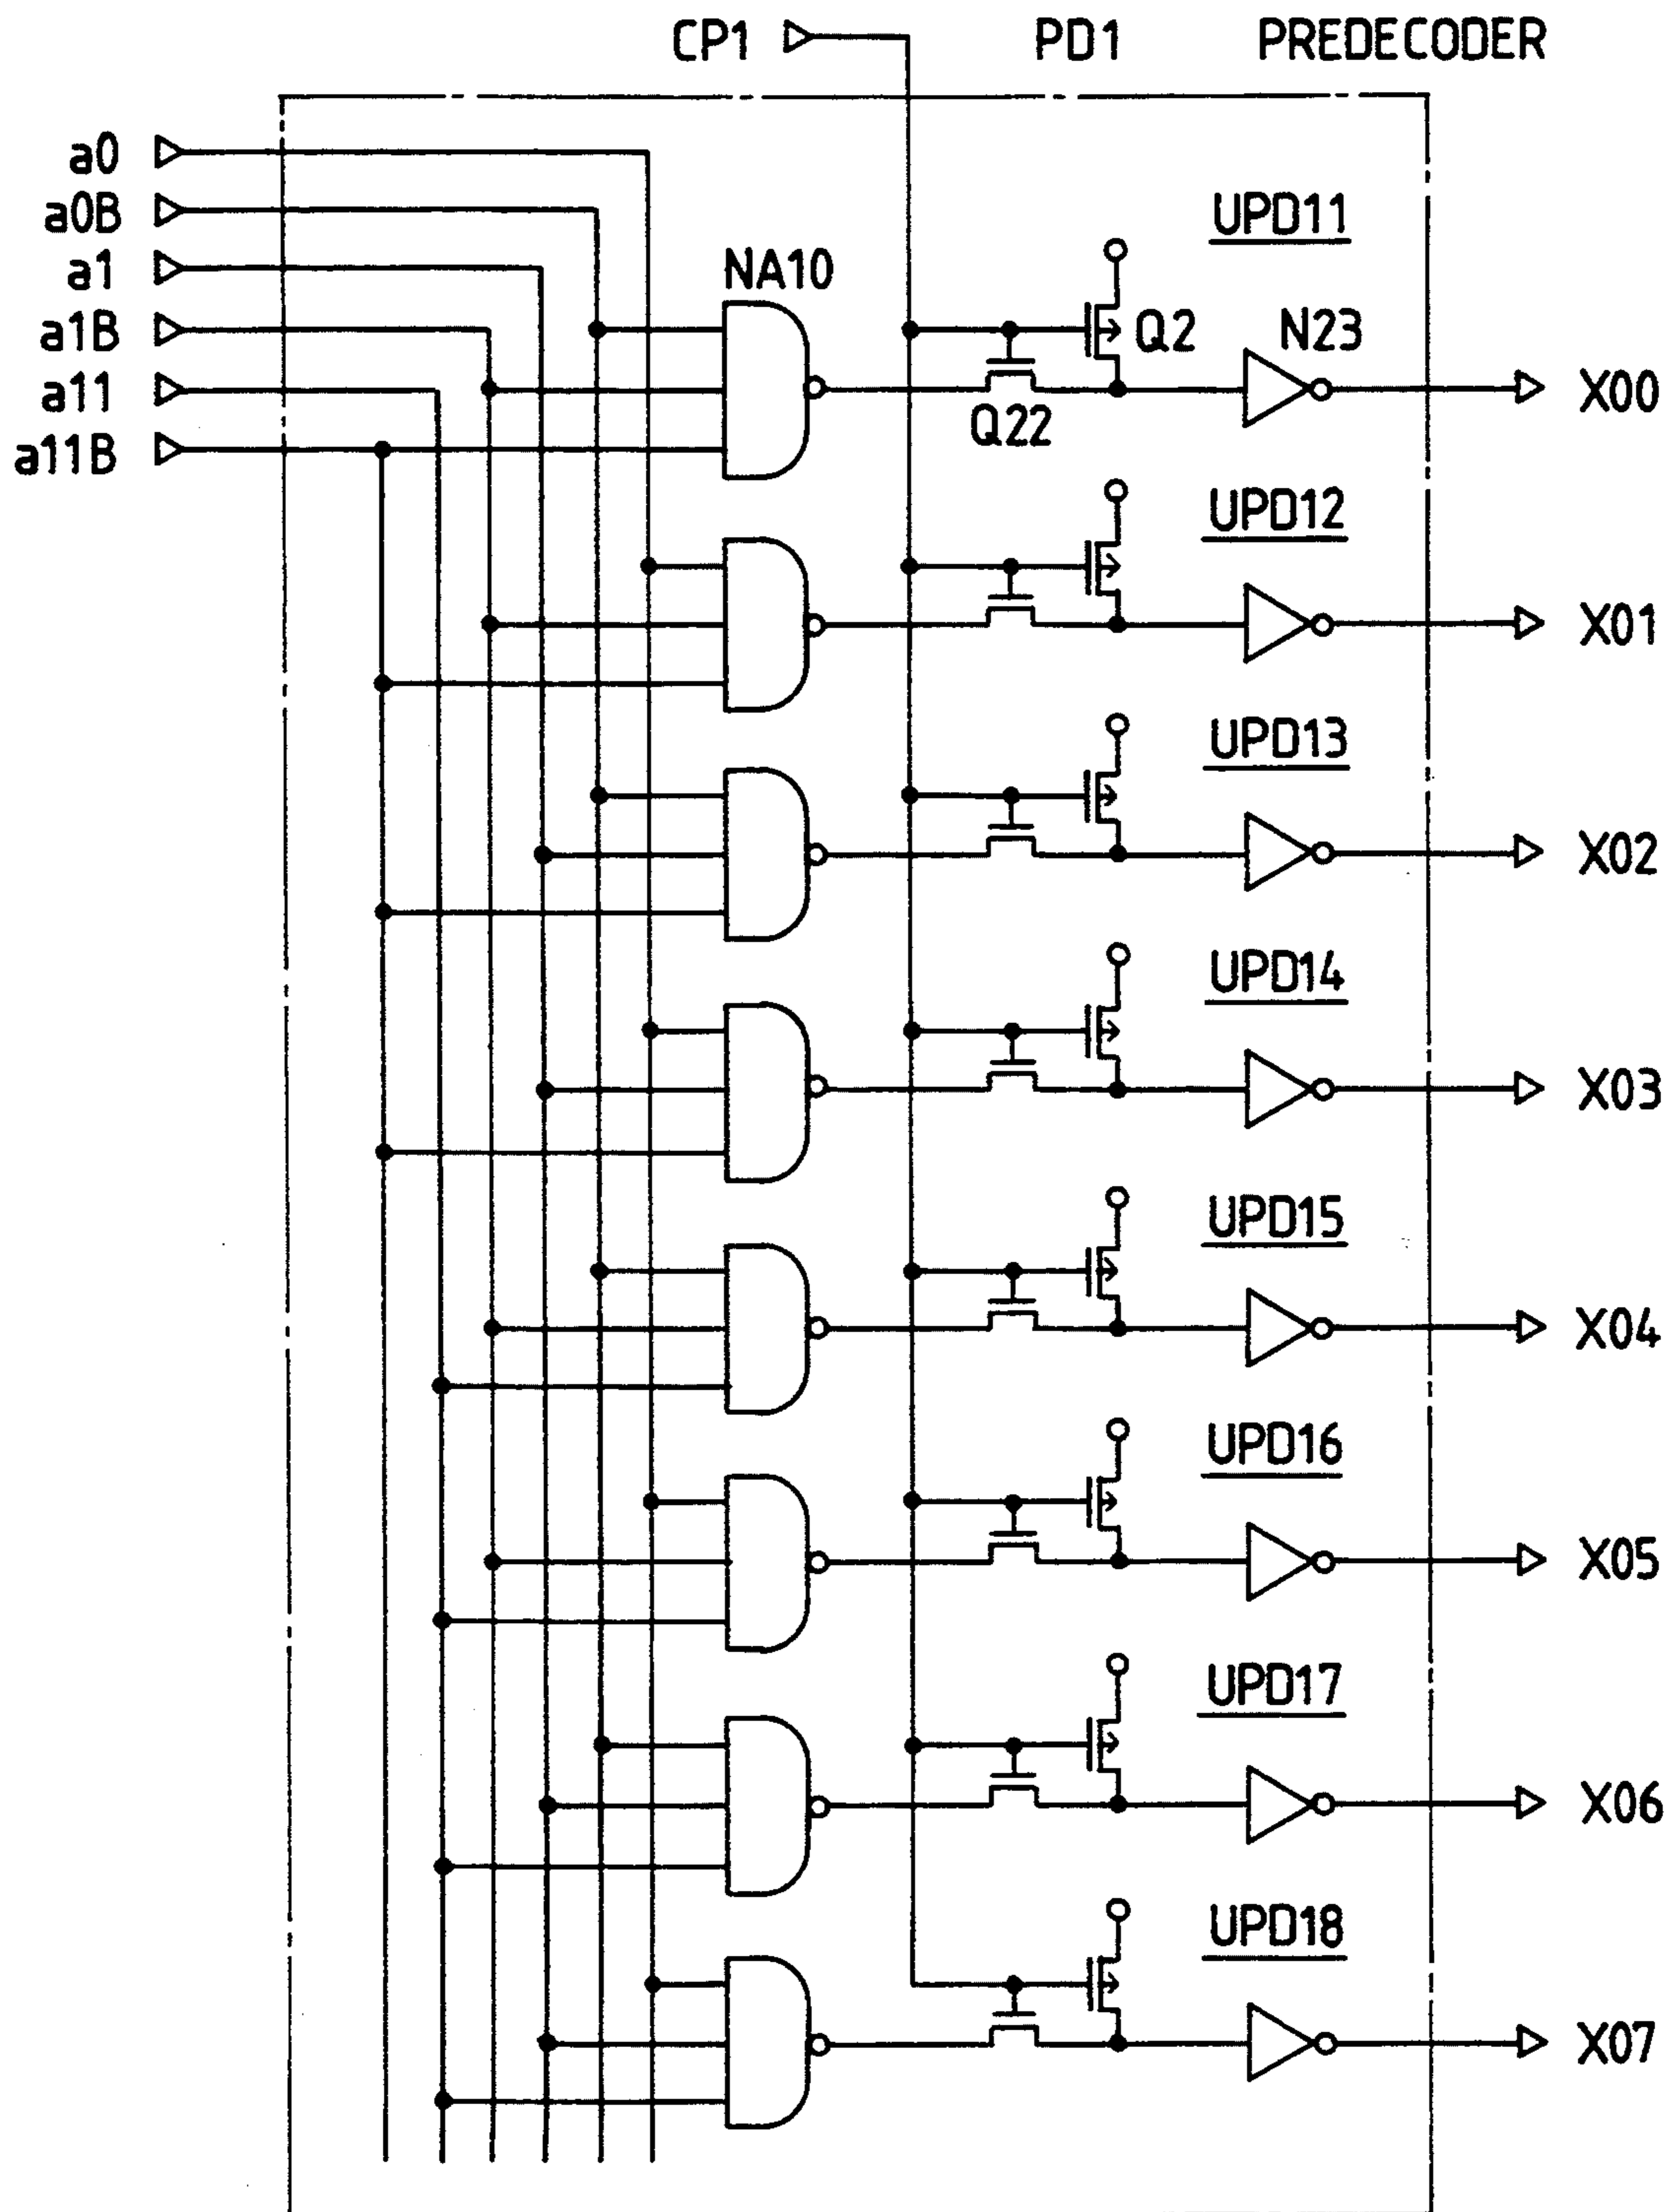 CP1 PD1 PREDECODER
a0
a0B
a1
a1B
a11
a11B
UPD11
NA10
Q2 N23
Q22
X00
UPD12
X01
UPD13
X02
UPD14
X03
UPD15
X04
UPD16
X05
UPD17
X06
UPD18
X07